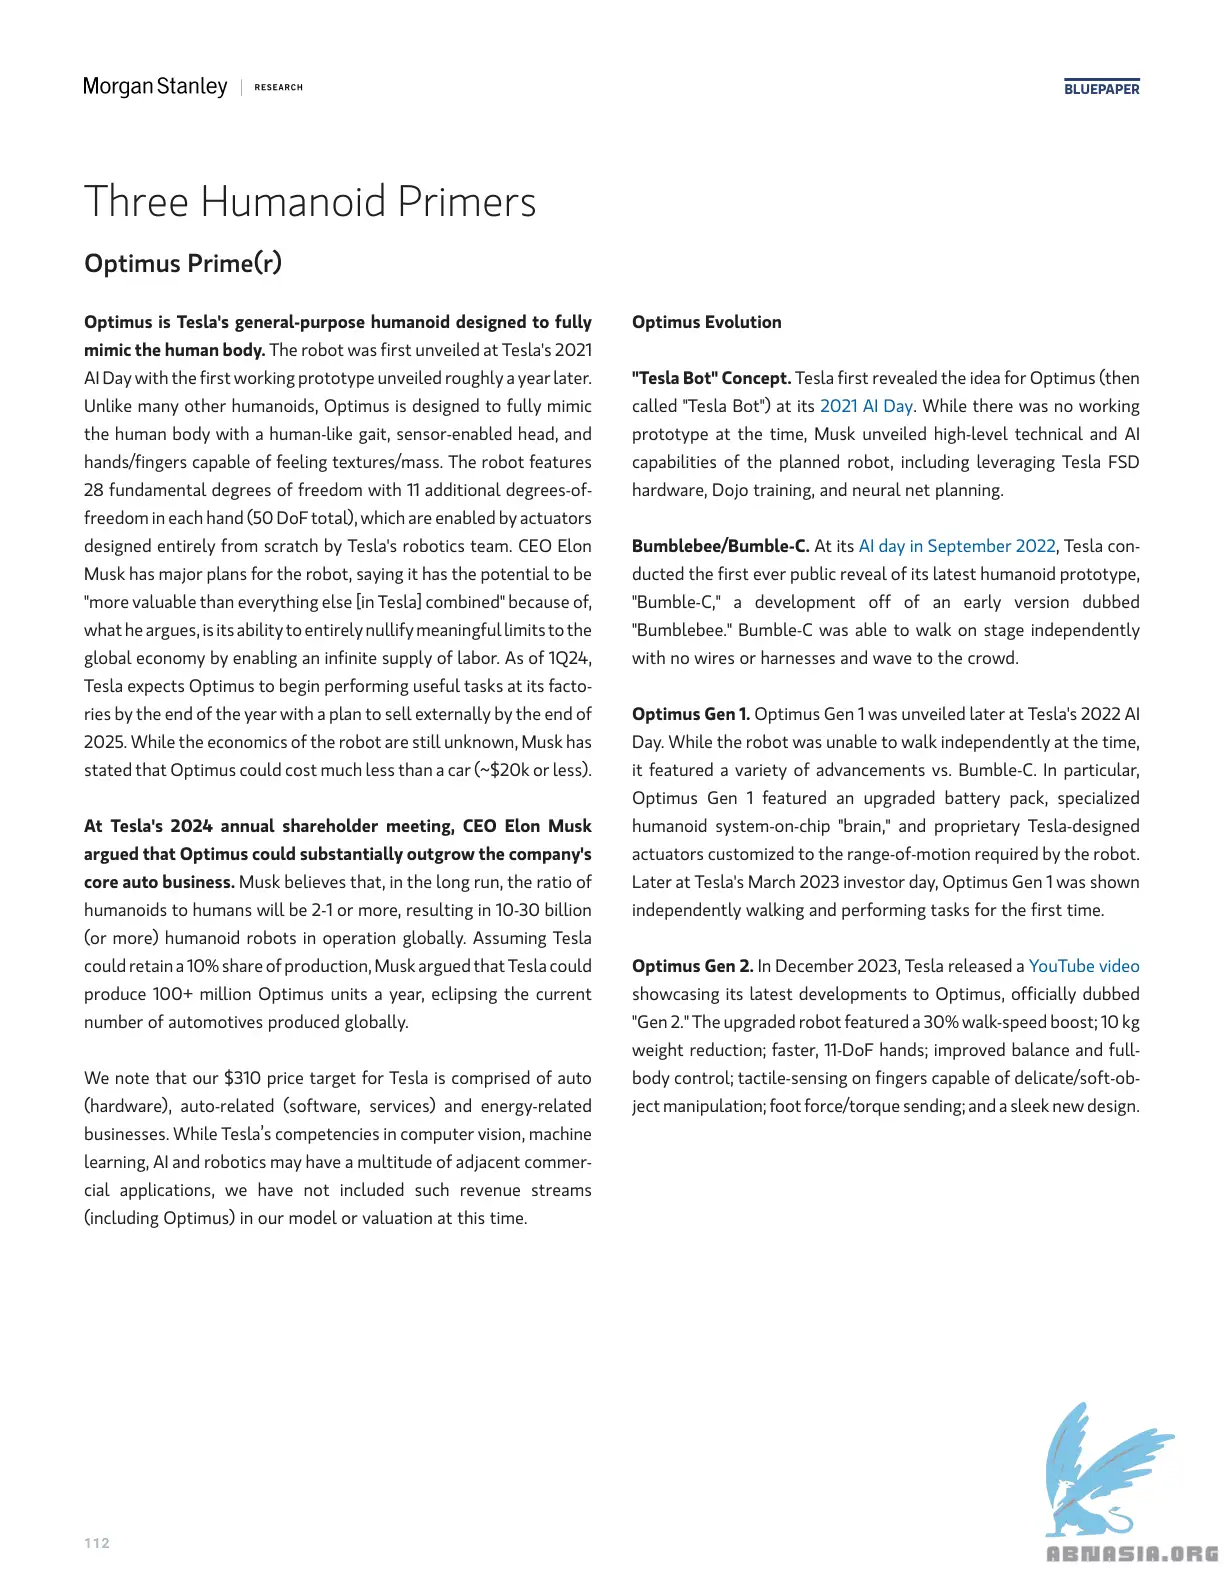 Morgan Stanley | RESEARCH
BLUEPAPER
Three Humanoid Primers
Optimus Prime(r)
Optimus is Tesla's general-purpose humanoid designed to fully
mimic the human body. The robot was first unveiled at Tesla's 2021
AI Day with the first working prototype unveiled roughly a year later.
Unlike many other humanoids, Optimus is designed to fully mimic
the human body with a human-like gait, sensor-enabled head, and
hands/fingers capable of feeling textures/mass. The robot features
28 fundamental degrees of freedom with 11 additional degrees-of-
freedom in each hand (50 DoF total), which are enabled by actuators
designed entirely from scratch by Tesla's robotics team. CEO Elon
Musk has major plans for the robot, saying it has the potential to be
"more valuable than everything else [in Tesla] combined" because of,
what he argues, is its ability to entirely nullify meaningful limits to the
global economy by enabling an infinite supply of labor. As of 1Q24,
Tesla expects Optimus to begin performing useful tasks at its facto-
ries by the end of the year with a plan to sell externally by the end of
2025. While the economics of the robot are still unknown, Musk has
stated that Optimus could cost much less than a car (~$20k or less).
At Tesla's 2024 annual shareholder meeting, CEO Elon Musk
argued that Optimus could substantially outgrow the company's
core auto business. Musk believes that, in the long run, the ratio of
humanoids to humans will be 2-1 or more, resulting in 10-30 billion
(or more) humanoid robots in operation globally. Assuming Tesla
could retain a 10% share of production, Musk argued that Tesla could
produce 100+ million Optimus units a year, eclipsing the current
number of automotives produced globally.
We note that our $310 price target for Tesla is comprised of auto
(hardware), auto-related (software, services) and energy-related
businesses. While Tesla's competencies in computer vision, machine
learning, AI and robotics may have a multitude of adjacent commer-
cial applications, we have not included such revenue streams
(including Optimus) in our model or valuation at this time.
Optimus Evolution
"Tesla Bot" Concept. Tesla first revealed the idea for Optimus (then
called "Tesla Bot") at its 2021 AI Day. While there was no working
prototype at the time, Musk unveiled high-level technical and AI
capabilities of the planned robot, including leveraging Tesla FSD
hardware, Dojo training, and neural net planning.
Bumblebee/Bumble-C. At its AI day in September 2022, Tesla con-
ducted the first ever public reveal of its latest humanoid prototype,
"Bumble-C," a development off of an early version dubbed
"Bumblebee." Bumble-C was able to walk on stage independently
with no wires or harnesses and wave to the crowd.
Optimus Gen 1. Optimus Gen 1 was unveiled later at Tesla's 2022 AI
Day. While the robot was unable to walk independently at the time,
it featured a variety of advancements vs. Bumble-C. In particular,
Optimus Gen 1 featured an upgraded battery pack, specialized
humanoid system-on-chip "brain," and proprietary Tesla-designed
actuators customized to the range-of-motion required by the robot.
Later at Tesla's March 2023 investor day, Optimus Gen 1 was shown
independently walking and performing tasks for the first time.
Optimus Gen 2. In December 2023, Tesla released a YouTube video
showcasing its latest developments to Optimus, officially dubbed
"Gen 2." The upgraded robot featured a 30% walk-speed boost; 10 kg
weight reduction; faster, 11-DoF hands; improved balance and full-
body control; tactile-sensing on fingers capable of delicate/soft-ob-
ject manipulation; foot force/torque sending; and a sleek new design.
112
ABNASIA.ORG